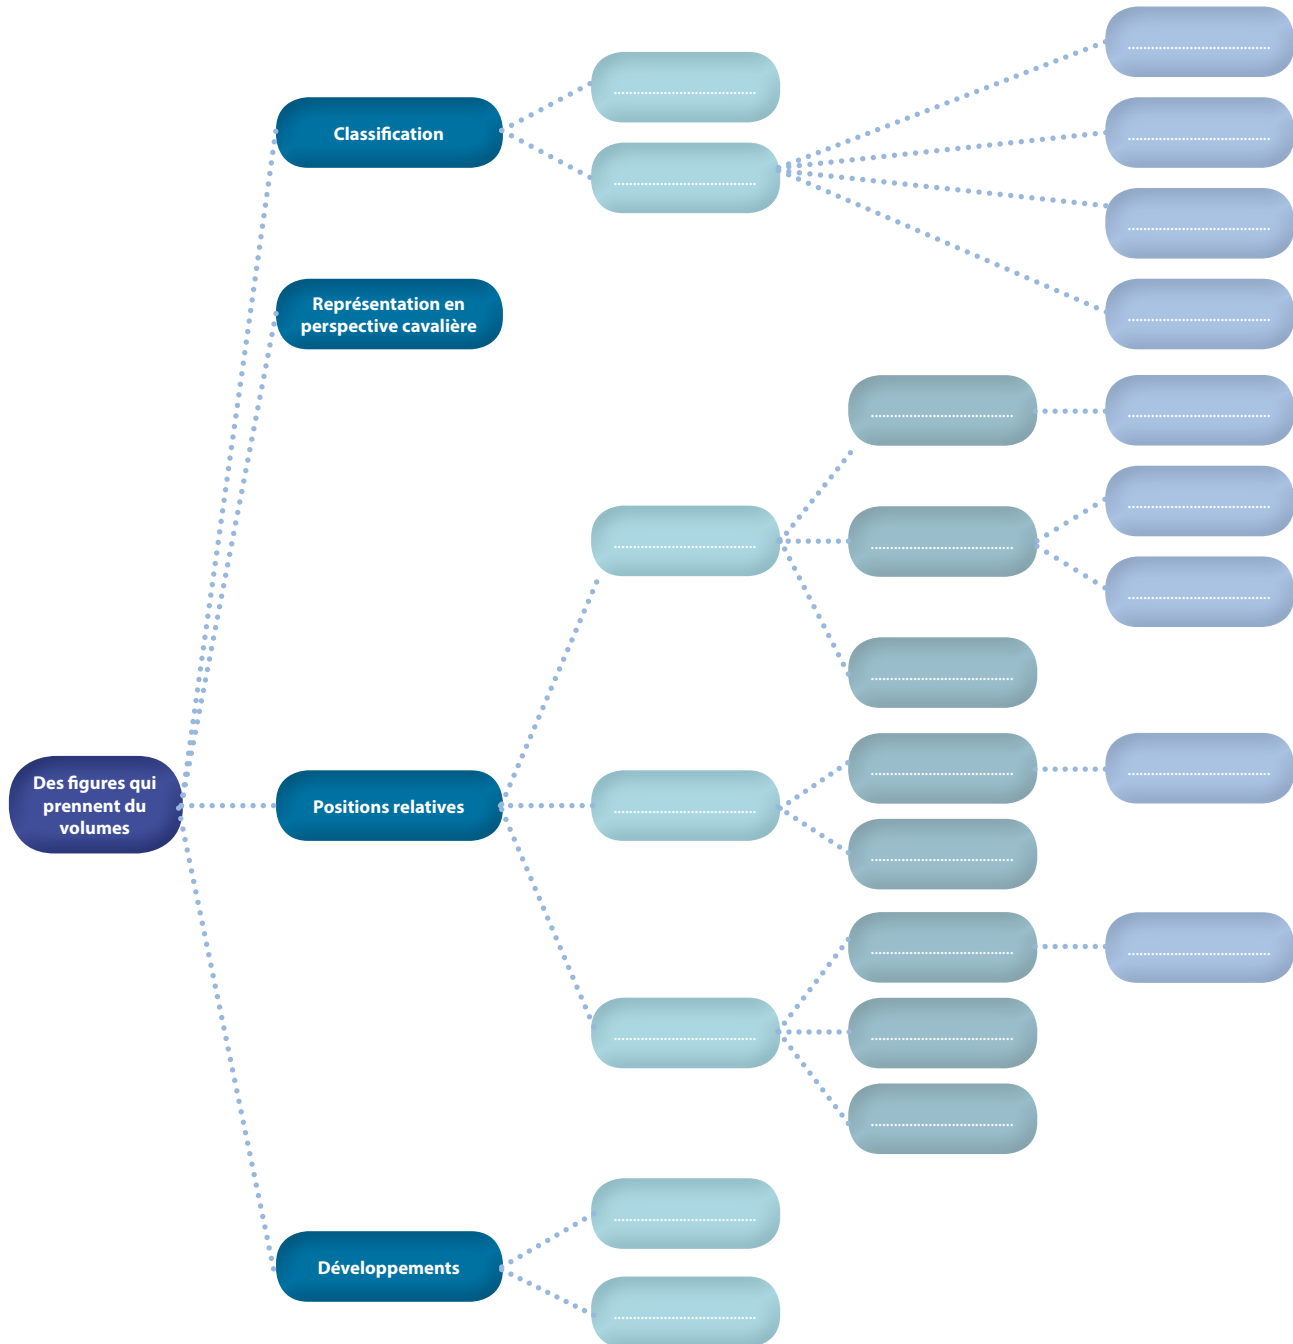 Classification
Représentation en
perspective cavalière
Des figures qui
prennent du
volumes
Positions relatives
Développements